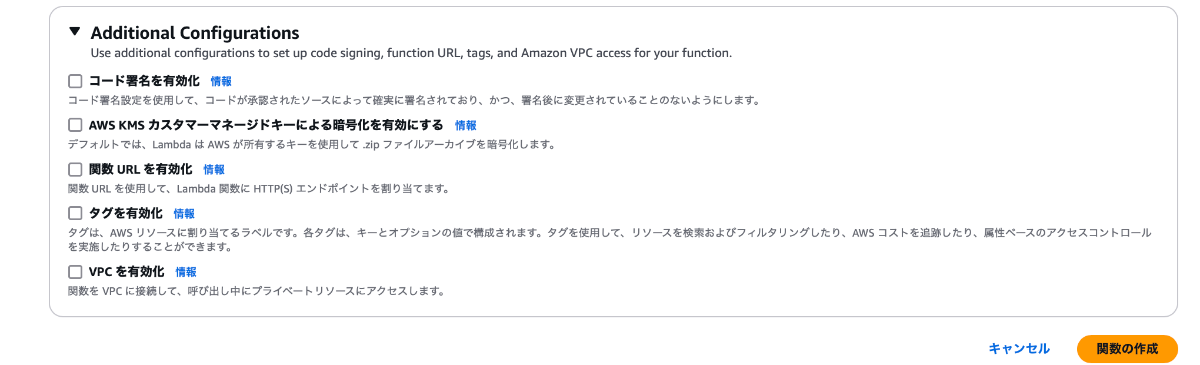 Additional Configurations
Use additional configurations to set up code signing, function URL, tags, and Amazon VPC access for your function.
コード署名を有効化 情報
コード署名設定を使用して、コードが承認されたソースによって確実に署名されており、かつ、署名後に変更されていることのないようにします。
AWS KMS カスタマーマネージドキーによる暗号化を有効にする 情報
デフォルトでは、Lambda は AWS が所有するキーを使用して .zip ファイルアーカイブを暗号化します。
関数 URL を有効化 情報
関数 URL を使用して、Lambda 関数に HTTP(S) エンドポイントを割り当てます。
タグを有効化 情報
タグは、AWS リソースに割り当てるラベルです。各タグは、キーとオプションの値で構成されます。タグを使用して、リソースを検索およびフィルタリングしたり、AWS コストを追跡したり、属性ベースのアクセスコントロール
を実施したりすることができます。
VPC を有効化 情報
関数を VPC に接続して、呼び出し中にプライベートリソースにアクセスします。
キャンセル 関数の作成